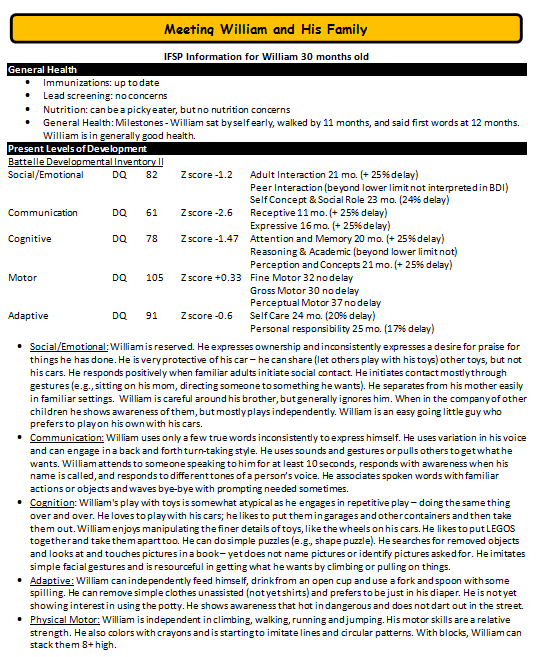 Meeting William and His Family
IFSP Information for William 30 months old
General Health
• Immunizations: up to date
• Lead screening: no concerns
• Nutrition: can be a picky eater, but no nutrition concerns
• General Health: Milestones - William sat by self early, walked by 11 months, and said first words at 12 months.
William is in generally good health.
Present Levels of Development
Battelle Developmental Inventory II
Social/Emotional DQ 82 Z score -1.2 Adult Interaction 21 mo. (+ 25% delay)
Peer Interaction (beyond lower limit not interpreted in BDI)
Self Concept & Social Role 23 mo. (24% delay)
Communication DQ 61 Z score -2.6 Receptive 11 mo. (+ 25% delay)
Expressive 16 mo. (+ 25% delay)
Cognitive DQ 78 Z score -1.47 Attention and Memory 20 mo. (+ 25% delay)
Reasoning & Academic (beyond lower limit not)
Perception and Concepts 21 mo. (+ 25% delay)
Motor DQ 105 Z score +0.33 Fine Motor 32 no delay
Gross Motor 30 no delay
Perceptual Motor 37 no delay
Adaptive DQ 91 Z score -0.6 Self Care 24 mo. (20% delay)
Personal responsibility 25 mo. (17% delay)
• Social/Emotional: William is reserved. He expresses ownership and inconsistently expresses a desire for praise for
things he has done. He is very protective of his car – he can share (let others play with his toys) other toys, but not
his cars. He responds positively when familiar adults initiate social contact. He initiates contact mostly through
gestures (e.g., sitting on his mom, directing someone to something he wants). He separates from his mother easily
in familiar settings. William is careful around his brother, but generally ignores him. When in the company of other
children he shows awareness of them, but mostly plays independently. William is an easy going little guy who
prefers to play on his own with his cars.
• Communication: William uses only a few true words inconsistently to express himself. He uses variation in his voice
and can engage in a back and forth turn-taking style. He uses sounds and gestures or pulls others to get what he
wants. William attends to someone speaking to him for at least 10 seconds, responds with awareness when his
name is called, and responds to different tones of a person's voice. He associates spoken words with familiar
actions or objects and waves bye-bye with prompting needed sometimes.
• Cognition: William's play with toys is somewhat atypical as he engages in repetitive play – doing the same thing
over and over. He loves to play with his cars; he likes to put them in garages and other containers and then take
them out. William enjoys manipulating the finer details of toys, like the wheels on his cars. He likes to put LEGOS
together and take them apart too. He can do simple puzzles (e.g., shape puzzle). He searches for removed objects
and looks at and touches pictures in a book – yet does not name pictures or identify pictures asked for. He imitates
simple facial gestures and is resourceful in getting what he wants by climbing or pulling on things.
• Adaptive: William can independently feed himself, drink from an open cup and use a fork and spoon with some
spilling. He can remove simple clothes unassisted (not yet shirts) and prefers to be just in his diaper. He is not yet
showing interest in using the potty. He shows awareness that hot in dangerous and does not dart out in the street.
• Physical Motor: William is independent in climbing, walking, running and jumping. His motor skills are a relative
strength. He also colors with crayons and is starting to imitate lines and circular patterns. With blocks, William can
stack them 8+ high.